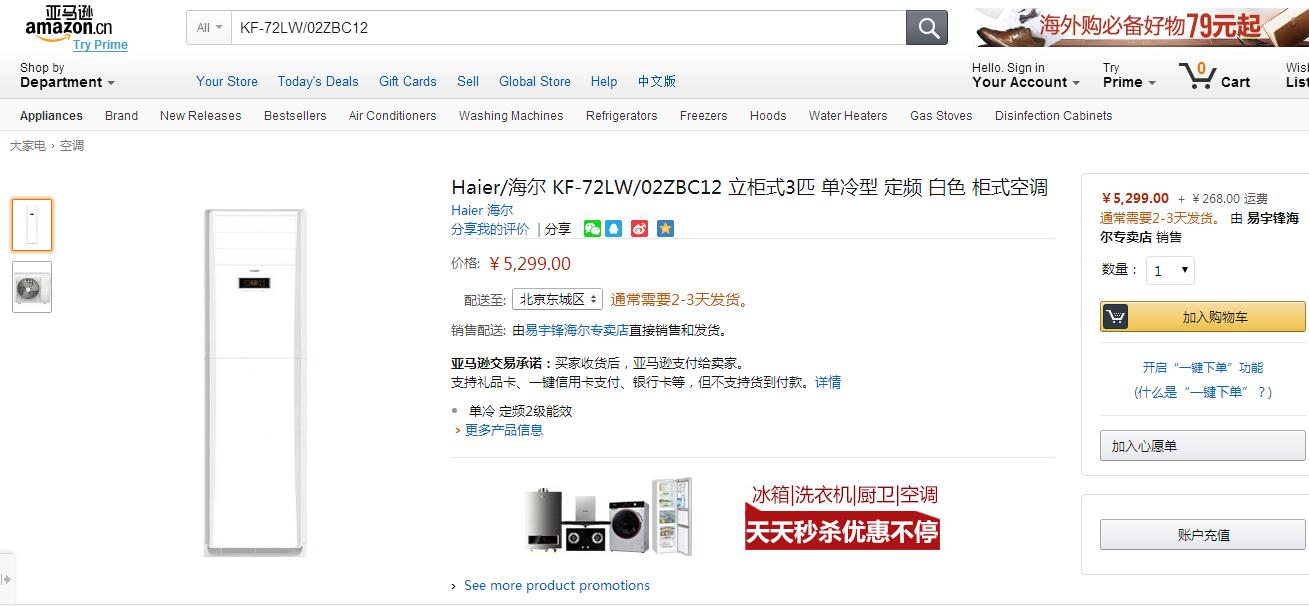 亚马逊
amazon.cn
Try Prime
All
KF-72LW/02ZBC12
海外购必备好物79元起
Shop by
Department
Your Store
Today's Deals
Gift Cards
Sell
Global Store
Help
中文版
Hello. Sign in
Your Account
Try
Prime
0
Cart
Wish
List
Appliances
Brand
New Releases
Bestsellers
Air Conditioners
Washing Machines
Refrigerators
Freezers
Hoods
Water Heaters
Gas Stoves
Disinfection Cabinets
大家电 › 空调
Haier/海尔 KF-72LW/02ZBC12 立柜式3匹 单冷型 定频 白色 柜式空调
Haier 海尔
分享我的评价 | 分享
价格: ￥5,299.00
配送至: 北京东城区 通常需要2-3天发货。
销售配送: 由易宇锋海尔专卖店直接销售和发货。
亚马逊交易承诺：买家收货后，亚马逊支付给卖家。
支持礼品卡、一键信用卡支付、银行卡等，但不支持货到付款。详情
单冷 定频2级能效
› 更多产品信息
冰箱|洗衣机|厨卫|空调
天天秒杀优惠不停
› See more product promotions
￥5,299.00 + ￥268.00 运费
通常需要2-3天发货。 由 易宇锋海
尔专卖店 销售
数量： 1
加入购物车
开启“一键下单”功能
(什么是“一键下单”？)
加入心愿单
账户充值